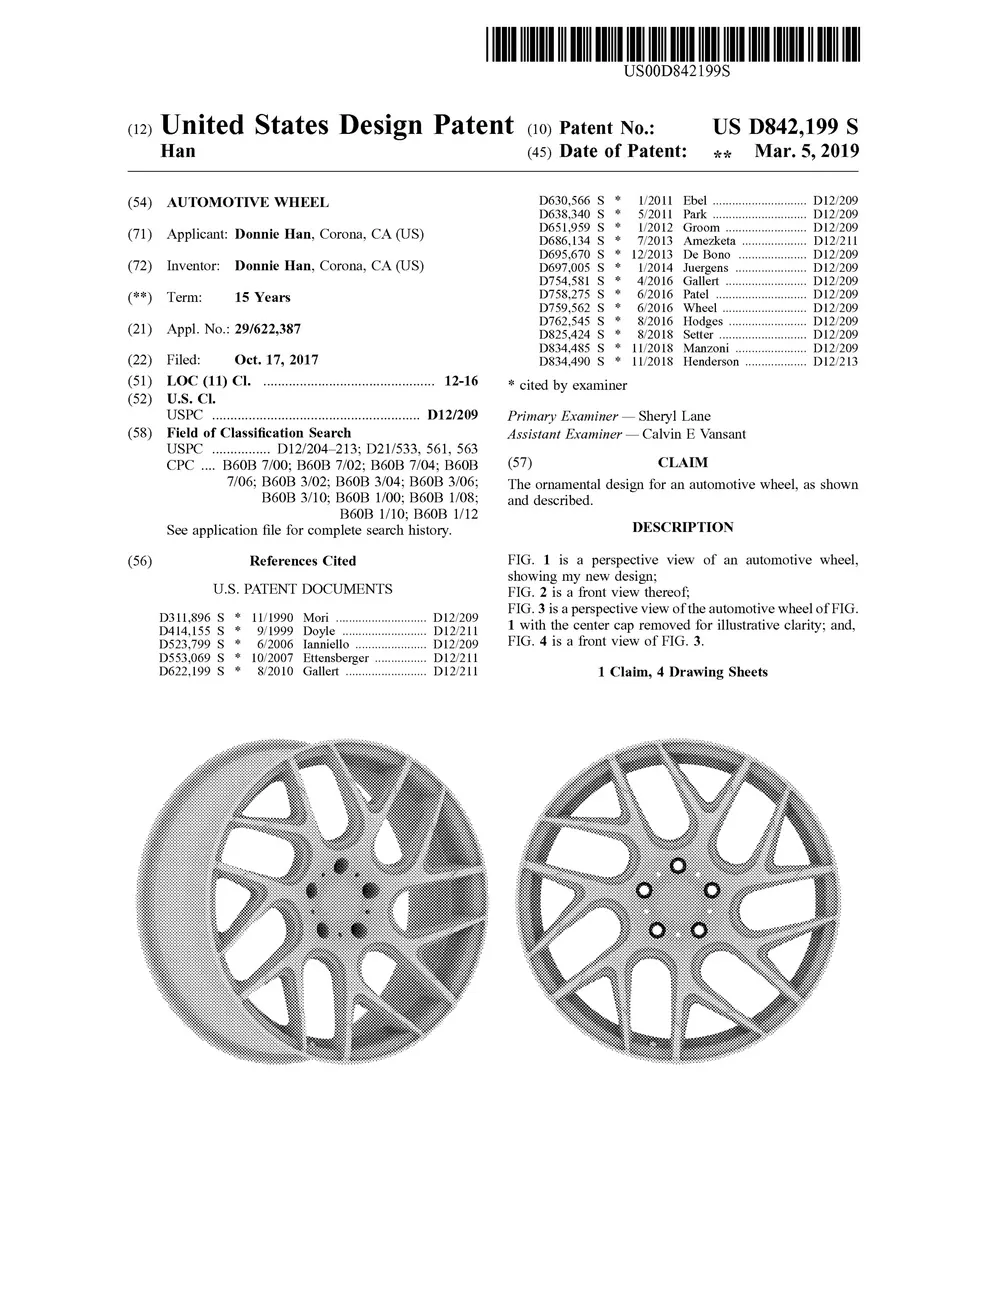 US00D842199S
(12) United States Design Patent
Han
(10) Patent No.: US D842,199 S
(45) Date of Patent: ** Mar. 5, 2019
(54) AUTOMOTIVE WHEEL
(71) Applicant: Donnie Han, Corona, CA (US)
(72) Inventor: Donnie Han, Corona, CA (US)
(**) Term: 15 Years
(21) Appl. No.: 29/622,387
(22) Filed: Oct. 17, 2017
(51) LOC (11) Cl. ............................................... 12-16
(52) U.S. Cl.
USPC ......................................................... D12/209
(58) Field of Classification Search
USPC ................ D12/204–213; D21/533, 561, 563
CPC .... B60B 7/00; B60B 7/02; B60B 7/04; B60B
7/06; B60B 3/02; B60B 3/04; B60B 3/06;
B60B 3/10; B60B 1/00; B60B 1/08;
B60B 1/10; B60B 1/12
See application file for complete search history.
(56) References Cited
U.S. PATENT DOCUMENTS
D311,896 S * 11/1990 Mori ............................ D12/209
D414,155 S * 9/1999 Doyle .......................... D12/211
D523,799 S * 6/2006 Ianniello ...................... D12/209
D553,069 S * 10/2007 Ettensberger ................ D12/211
D622,199 S * 8/2010 Gallert ......................... D12/211
D630,566 S * 1/2011 Ebel ............................. D12/209
D638,340 S * 5/2011 Park ............................. D12/209
D651,959 S * 1/2012 Groom ......................... D12/209
D686,134 S * 7/2013 Amezketa .................... D12/211
D695,670 S * 12/2013 De Bono ..................... D12/209
D697,005 S * 1/2014 Juergens ...................... D12/209
D754,581 S * 4/2016 Gallert ......................... D12/209
D758,275 S * 6/2016 Patel ............................ D12/209
D759,562 S * 6/2016 Wheel .......................... D12/209
D762,545 S * 8/2016 Hodges ........................ D12/209
D825,424 S * 8/2018 Setter ........................... D12/209
D834,485 S * 11/2018 Manzoni ...................... D12/209
D834,490 S * 11/2018 Henderson ................... D12/213
* cited by examiner
Primary Examiner — Sheryl Lane
Assistant Examiner — Calvin E Vansant
(57) CLAIM
The ornamental design for an automotive wheel, as shown
and described.
DESCRIPTION
FIG. 1 is a perspective view of an automotive wheel,
showing my new design;
FIG. 2 is a front view thereof;
FIG. 3 is a perspective view of the automotive wheel of FIG.
1 with the center cap removed for illustrative clarity; and,
FIG. 4 is a front view of FIG. 3.
1 Claim, 4 Drawing Sheets